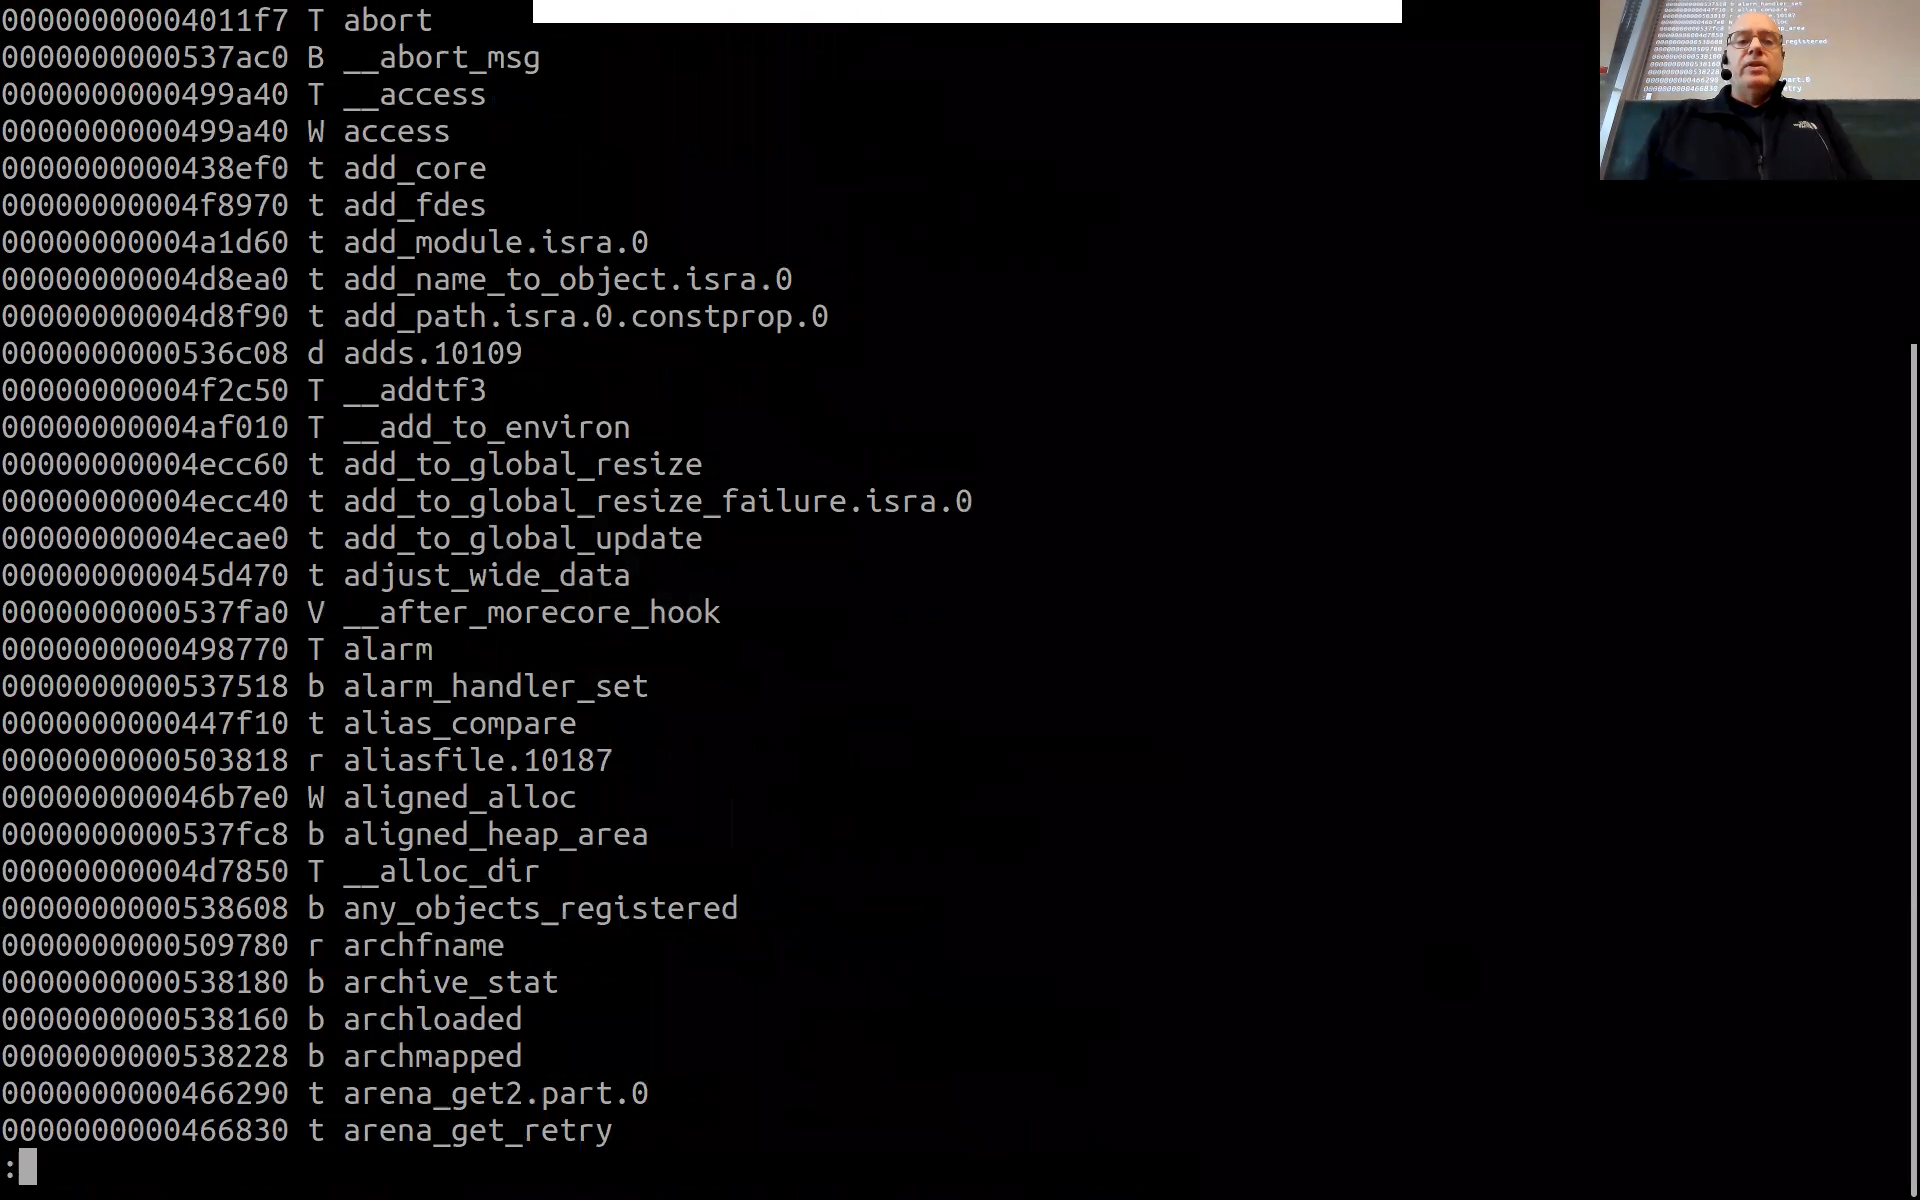 00000000004011f7 T abort
0000000000537ac0 B __abort_msg
0000000000499a40 T __access
0000000000499a40 W access
0000000000438ef0 t add_core
00000000004f8970 t add_fdes
00000000004a1d60 t add_module.isra.0
00000000004d8ea0 t add_name_to_object.isra.0
00000000004d8f90 t add_path.isra.0.constprop.0
0000000000536c08 d adds.10109
00000000004f2c50 T __addtf3
00000000004af010 T __add_to_environ
00000000004ecc60 t add_to_global_resize
00000000004ecc40 t add_to_global_resize_failure.isra.0
00000000004ecae0 t add_to_global_update
000000000045d470 t adjust_wide_data
0000000000537fa0 V __after_morecore_hook
0000000000498770 T alarm
0000000000537518 b alarm_handler_set
0000000000447f10 t alias_compare
0000000000503818 r aliasfile.10187
000000000046b7e0 W aligned_alloc
0000000000537fc8 b aligned_heap_area
00000000004d7850 T __alloc_dir
0000000000538608 b any_objects_registered
0000000000509780 r archfname
0000000000538180 b archive_stat
0000000000538160 b archloaded
0000000000538228 b archmapped
0000000000466290 t arena_get2.part.0
0000000000466830 t arena_get_retry
: